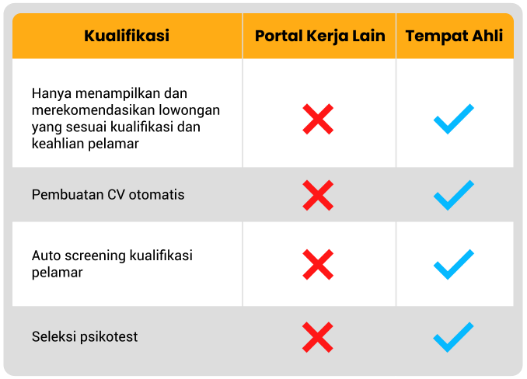 Kualifikasi Portal Kerja Lain Tempat Ahli
Hanya menampilkan dan
merekomendasikan lowongan
yang sesuai kualifikasi dan
keahlian pelamar
Pembuatan CV otomatis
Auto screening kualifikasi
pelamar
Seleksi psikotest